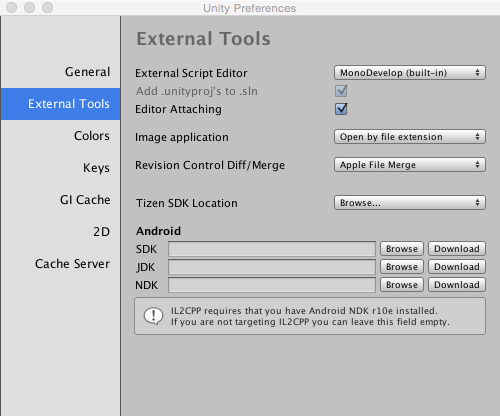 Unity Preferences
General
External Tools
Colors
Keys
GI Cache
2D
Cache Server
External Tools
External Script Editor MonoDevelop (built-in)
Add .unityproj's to .sln
Editor Attaching
Image application Open by file extension
Revision Control Diff/Merge Apple File Merge
Tizen SDK Location Browse...
Android
SDK Browse Download
JDK Browse Download
NDK Browse Download
IL2CPP requires that you have Android NDK r10e installed.
If you are not targeting IL2CPP you can leave this field empty.